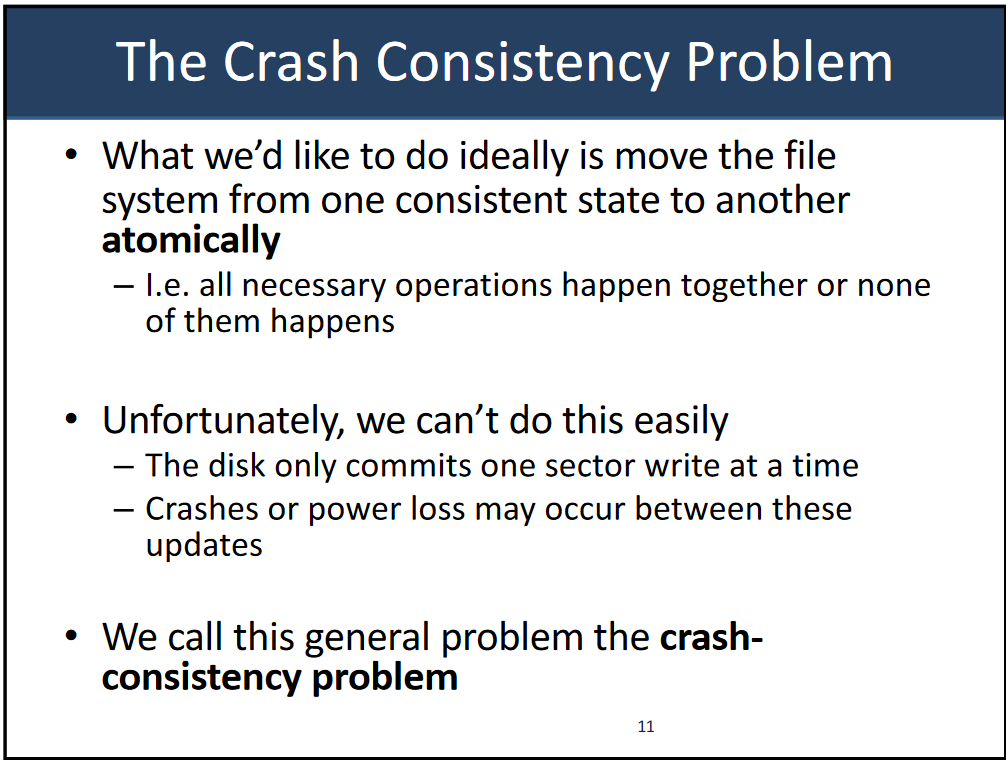 The Crash Consistency Problem
• What we’d like to do ideally is move the file
system from one consistent state to another
atomically
– I.e. all necessary operations happen together or none
of them happens
• Unfortunately, we can’t do this easily
– The disk only commits one sector write at a time
– Crashes or power loss may occur between these
updates
• We call this general problem the crash-
consistency problem
11